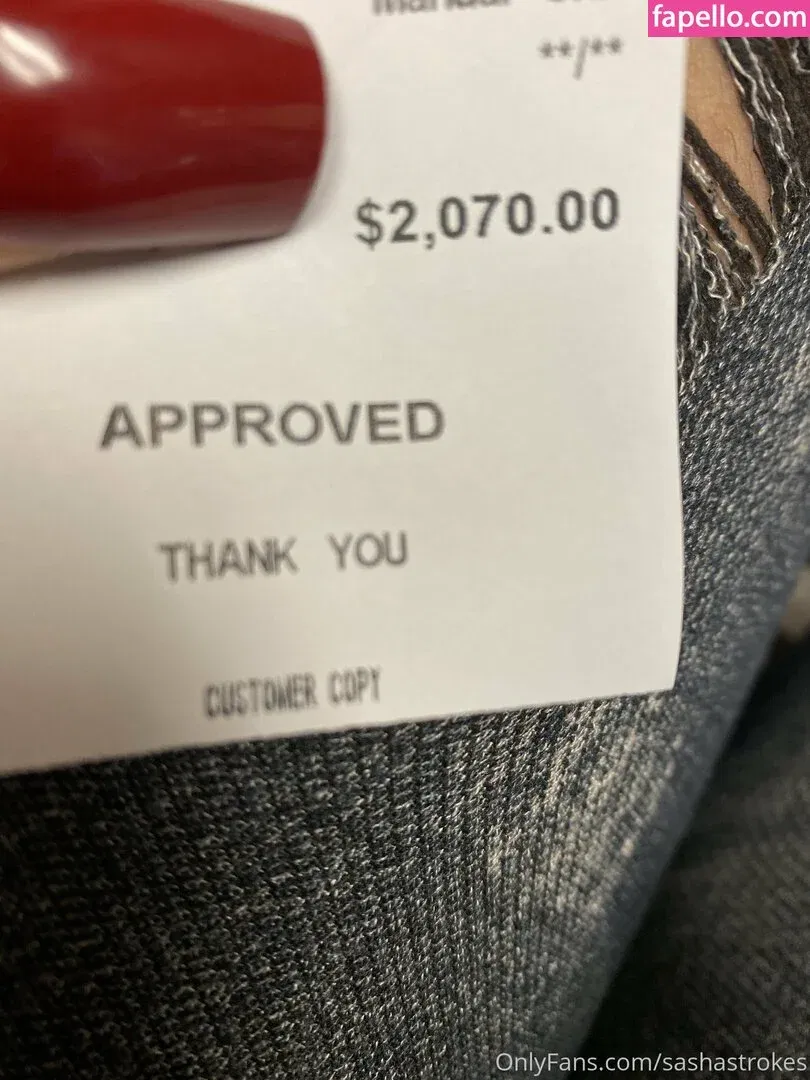 fapello.com
**/**
$2,070.00
APPROVED
THANK YOU
CUSTOMER COPY
OnlyFans.com/sashastrokes